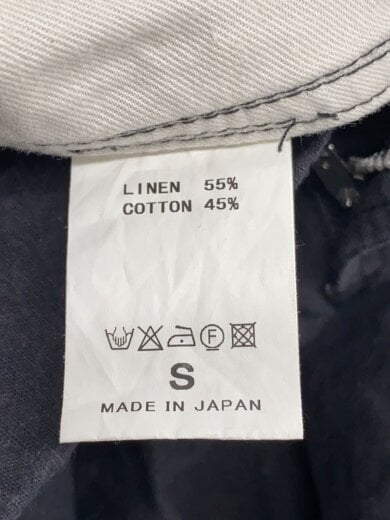 LINEN 55%
COTTON 45%
F
S
MADE IN JAPAN